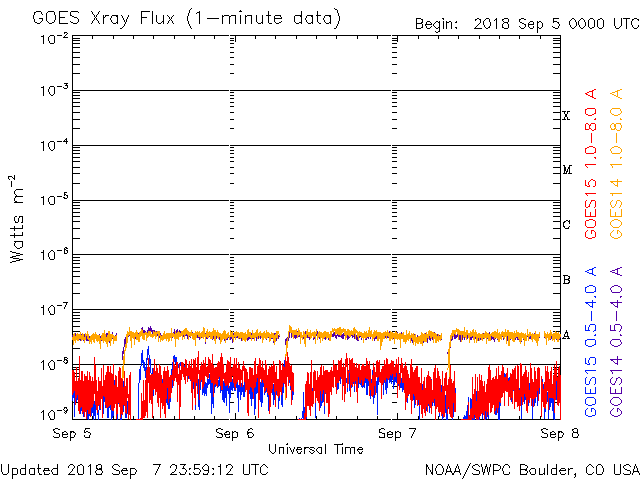 GOES Xray Flux (1-minute data)
Begin: 2018 Sep 5 0000 UTC
10⁻²
10⁻³
10⁻⁴
10⁻⁵
10⁻⁶
10⁻⁷
10⁻⁸
10⁻⁹
Watts m⁻²
X
M
C
B
A
GOES15 1.0-8.0 A
GOES14 1.0-8.0 A
GOES15 0.5-4.0 A
GOES14 0.5-4.0 A
Sep 5
Sep 6
Sep 7
Sep 8
Universal Time
Updated 2018 Sep 7 23:59:12 UTC
NOAA/SWPC Boulder, CO USA